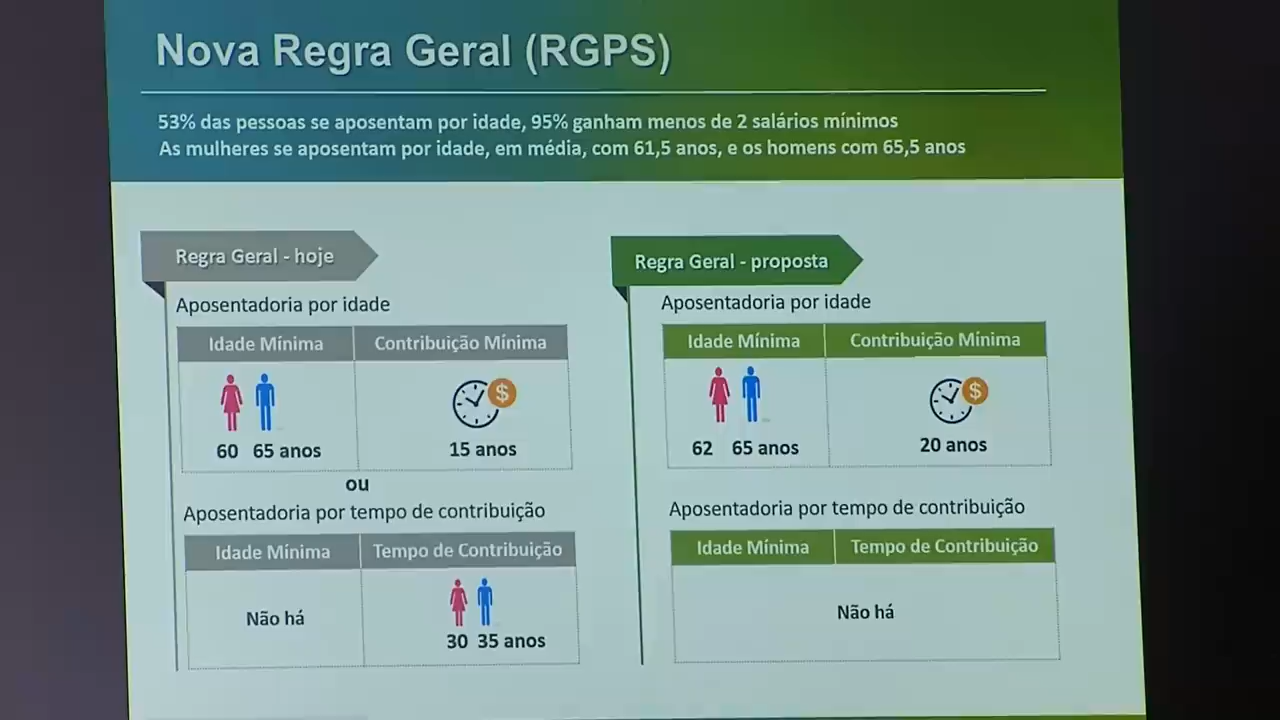 Nova Regra Geral (RGPS)
53% das pessoas se aposentam por idade, 95% ganham menos de 2 salários mínimos
As mulheres se aposentam por idade, em média, com 61,5 anos, e os homens com 65,5 anos
Regra Geral - hoje
Aposentadoria por idade
Idade Mínima Contribuição Mínima
$
60 65 anos 15 anos
ou
Aposentadoria por tempo de contribuição
Idade Mínima Tempo de Contribuição
Não há
30 35 anos
Regra Geral - proposta
Aposentadoria por idade
Idade Mínima Contribuição Mínima
$
62 65 anos 20 anos
Aposentadoria por tempo de contribuição
Idade Mínima Tempo de Contribuição
Não há